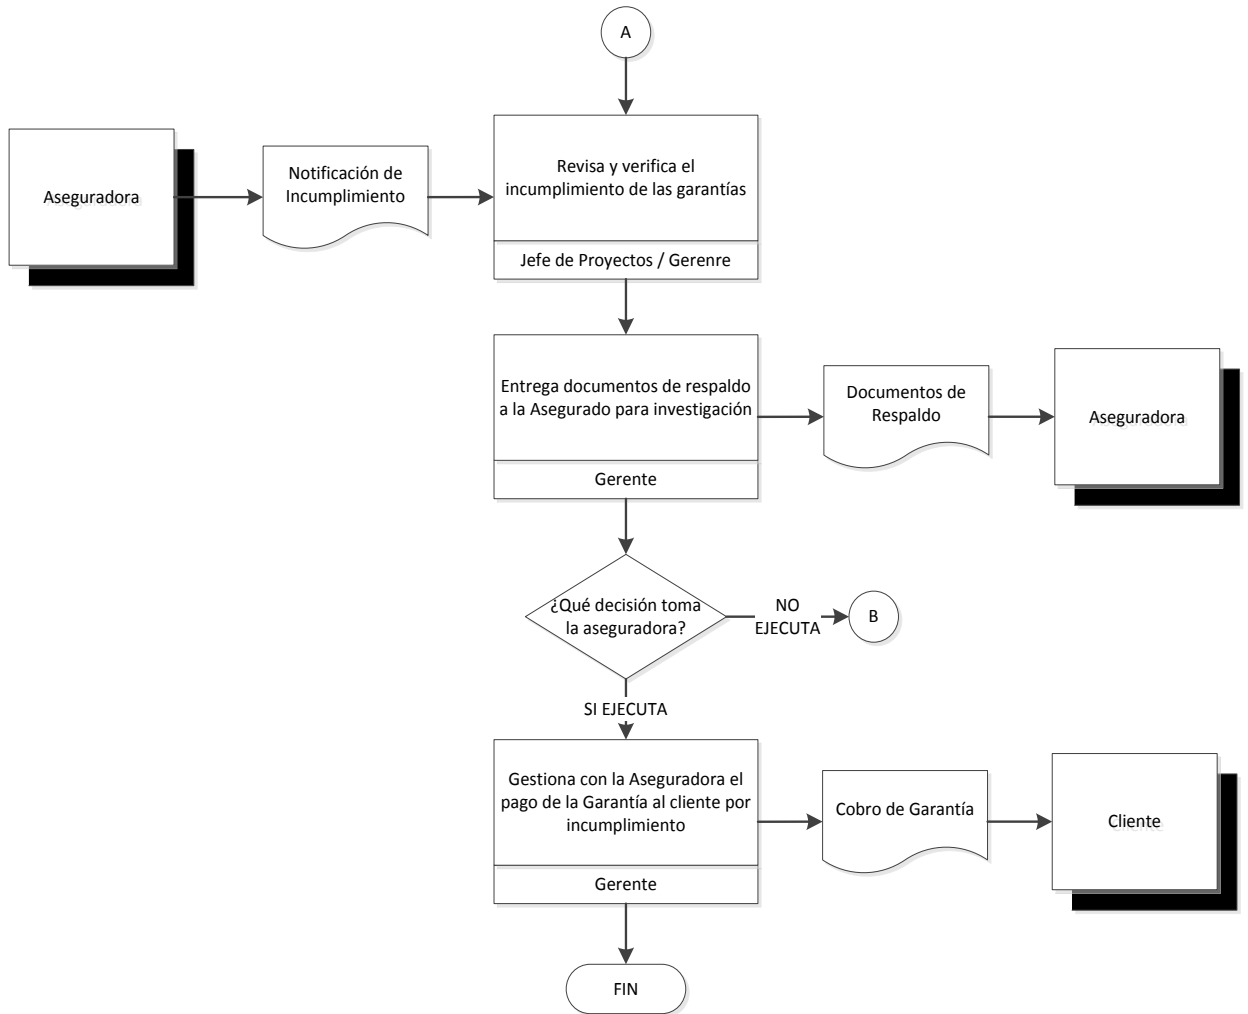 A
Aseguradora
Notificación de
Incumplimiento
Revisa y verifica el
incumplimiento de las garantías
Jefe de Proyectos / Gerenre
Entrega documentos de respaldo
a la Asegurado para investigación
Gerente
Documentos de
Respaldo
Aseguradora
¿Qué decisión toma
la aseguradora?
NO
EJECUTA
B
SI EJECUTA
Gestiona con la Aseguradora el
pago de la Garantía al cliente por
incumplimiento
Gerente
Cobro de Garantía
Cliente
FIN